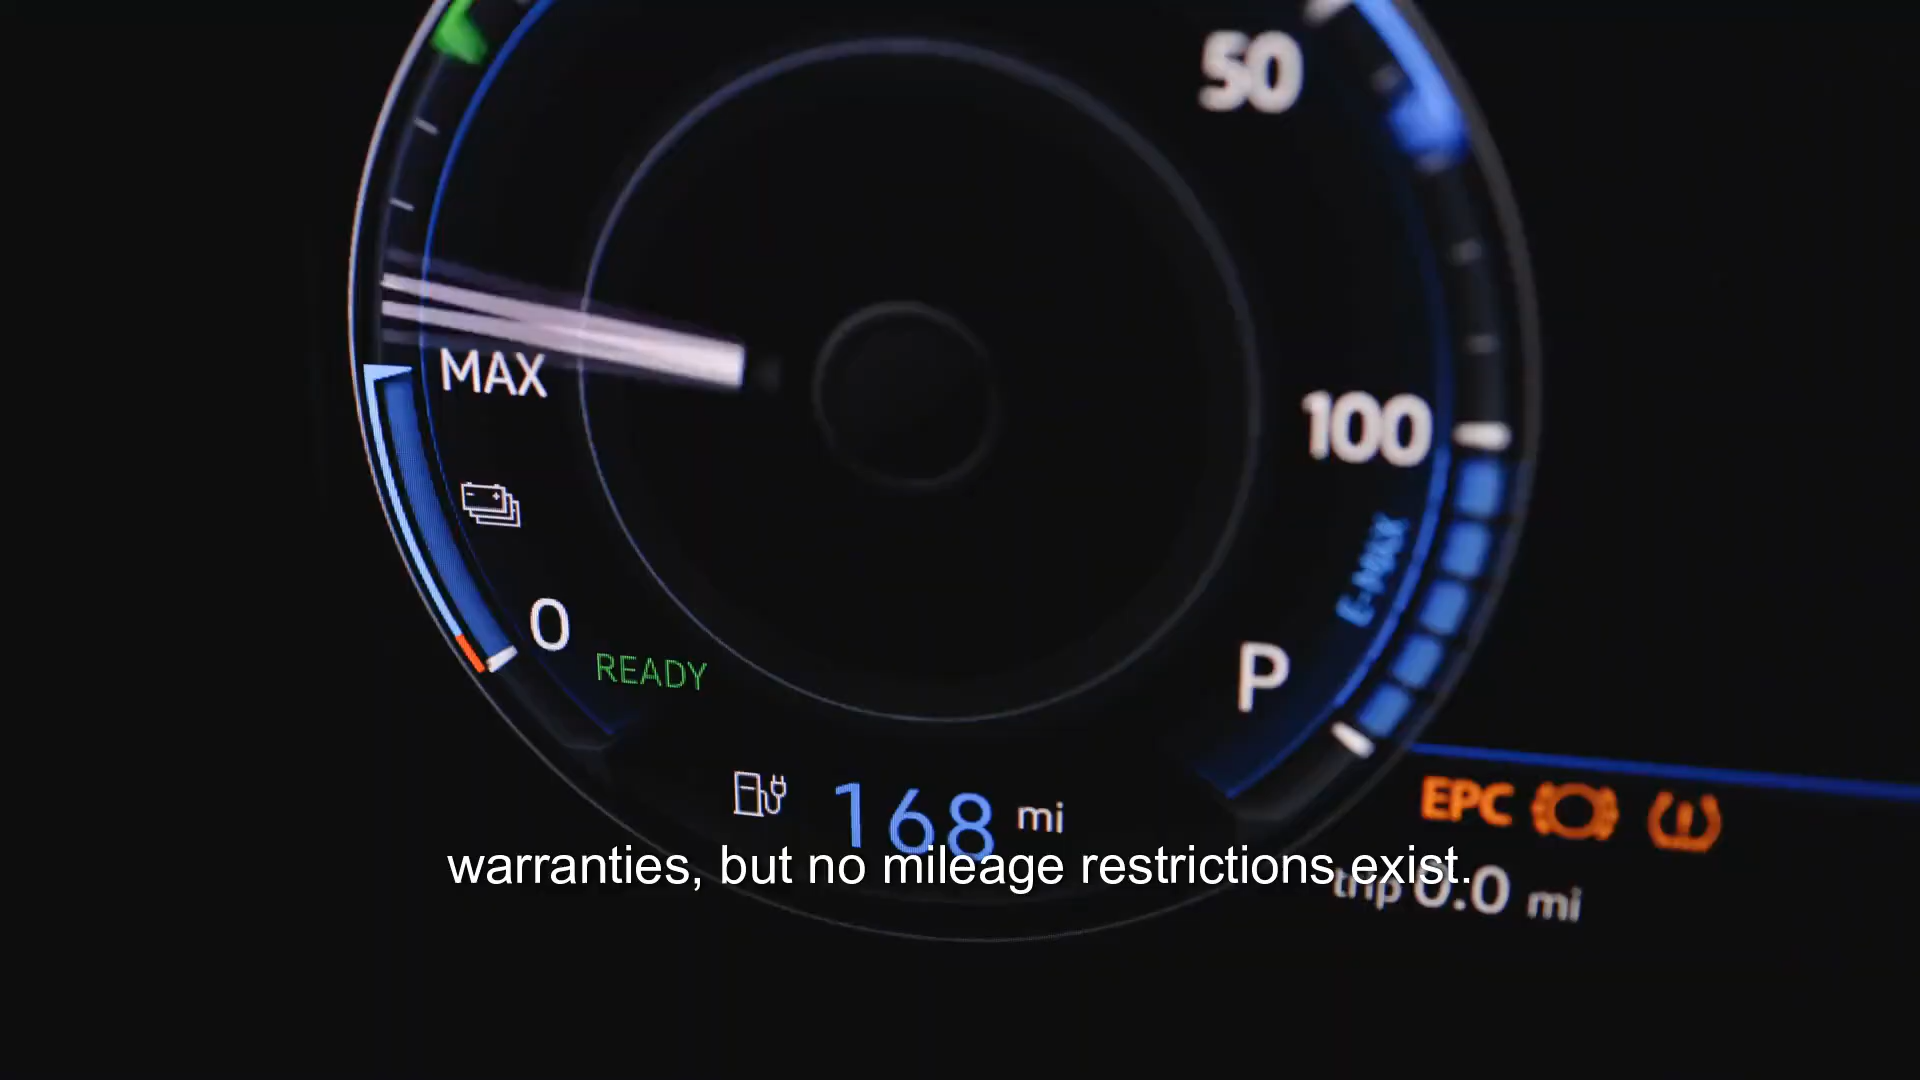 50
MAX
100
E-MAX
0
READY
P
168 mi
EPC
warranties, but no mileage restrictions exist.
trip 0.0 mi